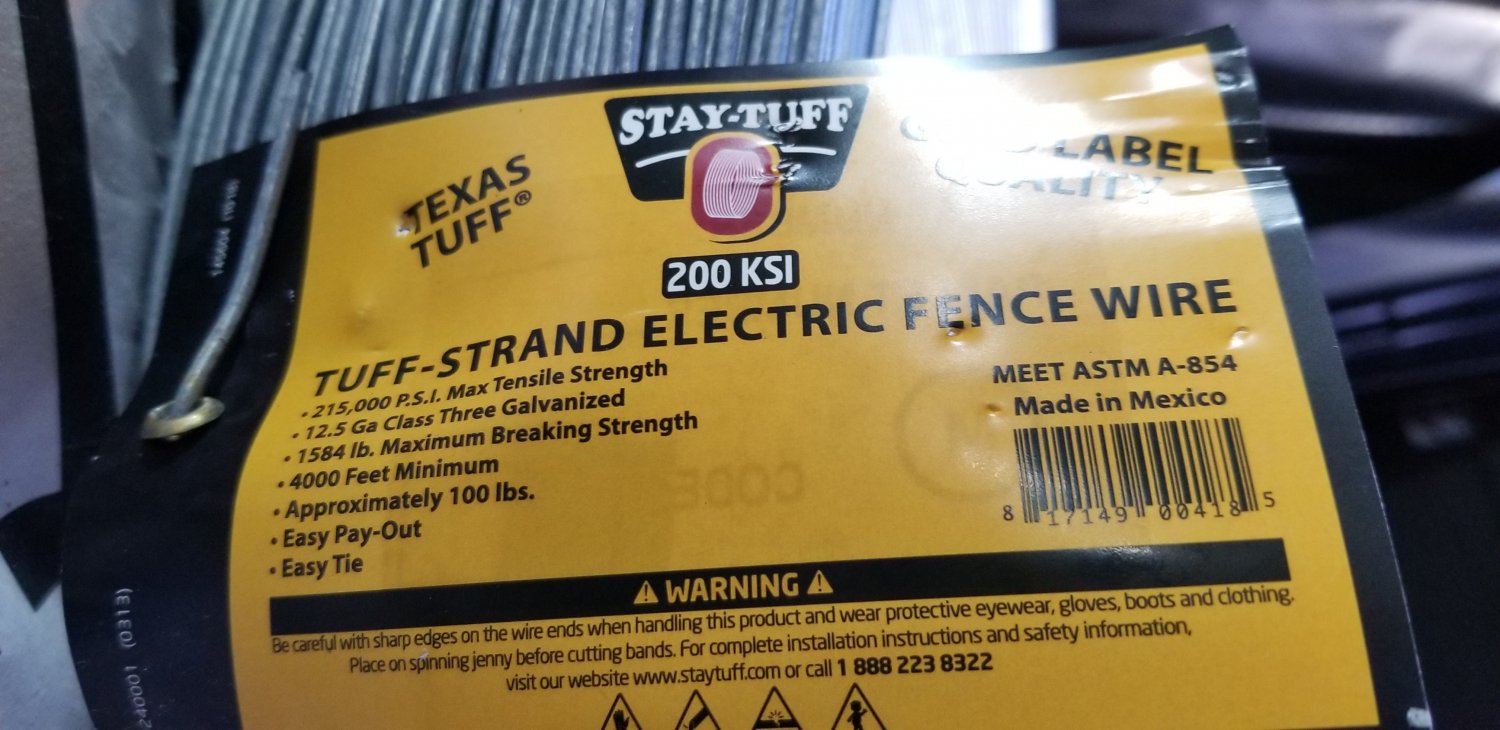 STAY-TUFF
TEXAS
TUFF®
LABEL
QUALITY
200 KSI
TUFF-STRAND ELECTRIC FENCE WIRE
• 215,000 P.S.I. Max Tensile Strength
• 12.5 Ga Class Three Galvanized
• 1584 lb. Maximum Breaking Strength
• 4000 Feet Minimum
• Approximately 100 lbs.
• Easy Pay-Out
• Easy Tie
MEET ASTM A-854
Made in Mexico
8 17149 00418 5
⚠ WARNING ⚠
Be careful with sharp edges on the wire ends when handling this product and wear protective eyewear, gloves, boots and clothing.
Place on spinning jenny before cutting bands. For complete installation instructions and safety information,
visit our website www.staytuff.com or call 1 888 223 8322
240001 (0313)